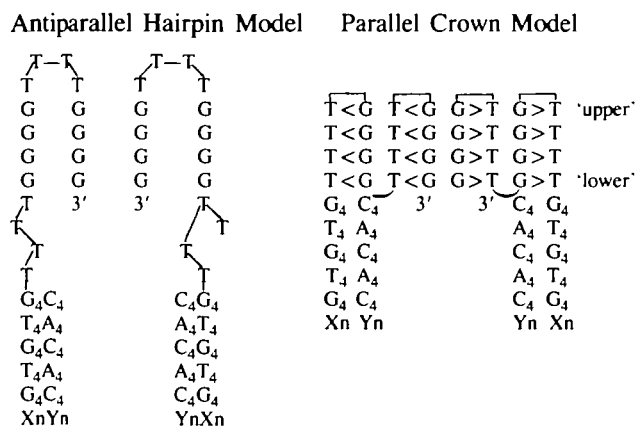 Antiparallel Hairpin Model
T–T T–T
T T T T
G G G G
G G G G
G G G G
G G G G
T 3' 3' T
T T
T T
T T
G₄C₄ C₄G₄
T₄A₄ A₄T₄
G₄C₄ C₄G₄
T₄A₄ A₄T₄
G₄C₄ C₄G₄
XnYn YnXn
Parallel Crown Model
T<G T<G G>T G>T 'upper'
T<G T<G G>T G>T
T<G T<G G>T G>T
T<G T<G G>T G>T 'lower'
G₄ C₄ 3' 3' C₄ G₄
T₄ A₄ A₄ T₄
G₄ C₄ C₄ G₄
T₄ A₄ A₄ T₄
G₄ C₄ C₄ G₄
Xn Yn Yn Xn